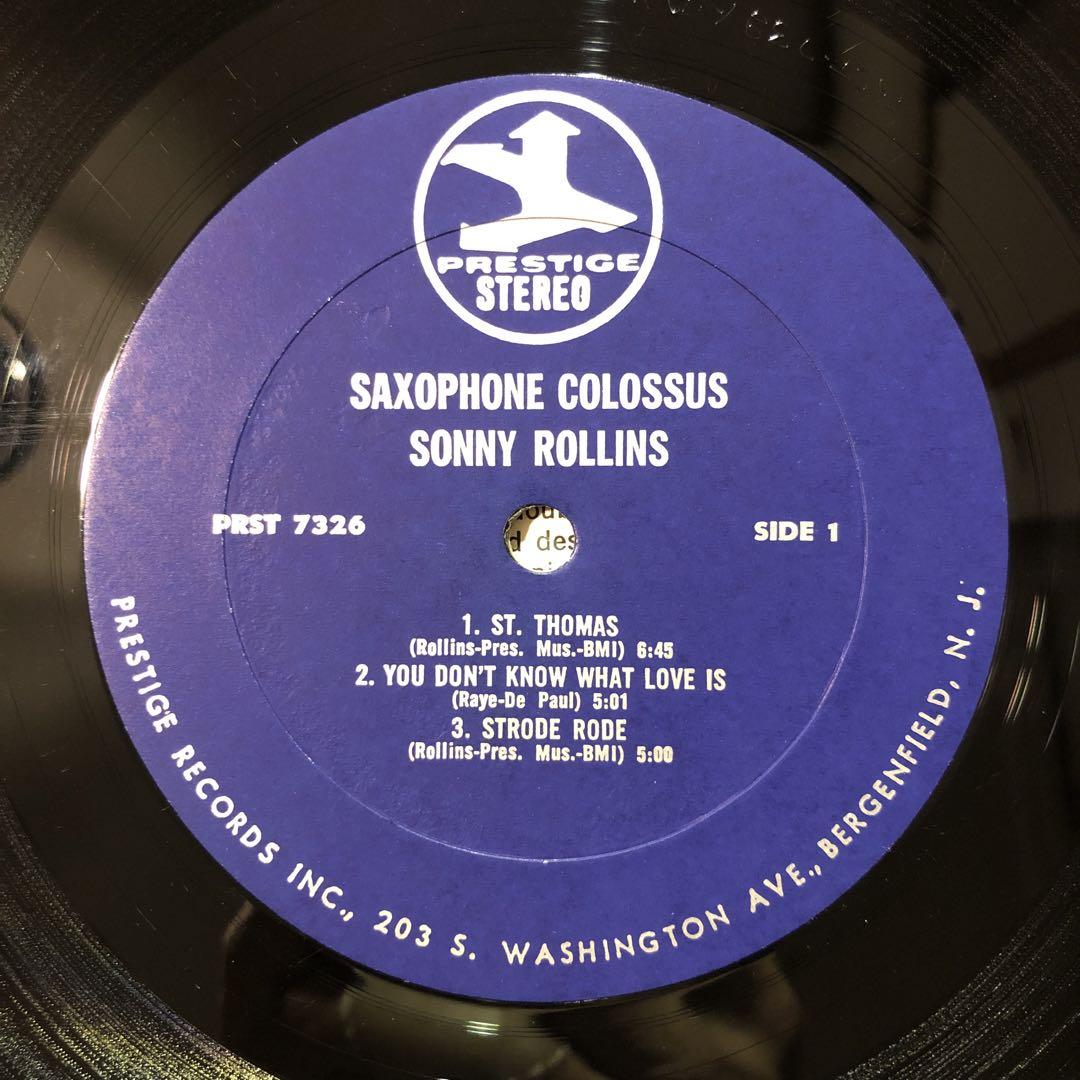 PRESTIGE
STEREO
SAXOPHONE COLOSSUS
SONNY ROLLINS
PRST 7326
SIDE 1
d des
1. ST. THOMAS
(Rollins-Pres. Mus.-BMI) 6:45
2. YOU DON'T KNOW WHAT LOVE IS
(Raye-De Paul) 5:01
3. STRODE RODE
(Rollins-Pres. Mus.-BMI) 5:00
PRESTIGE RECORDS INC., 203 S. WASHINGTON AVE., BERGENFIELD, N. J.